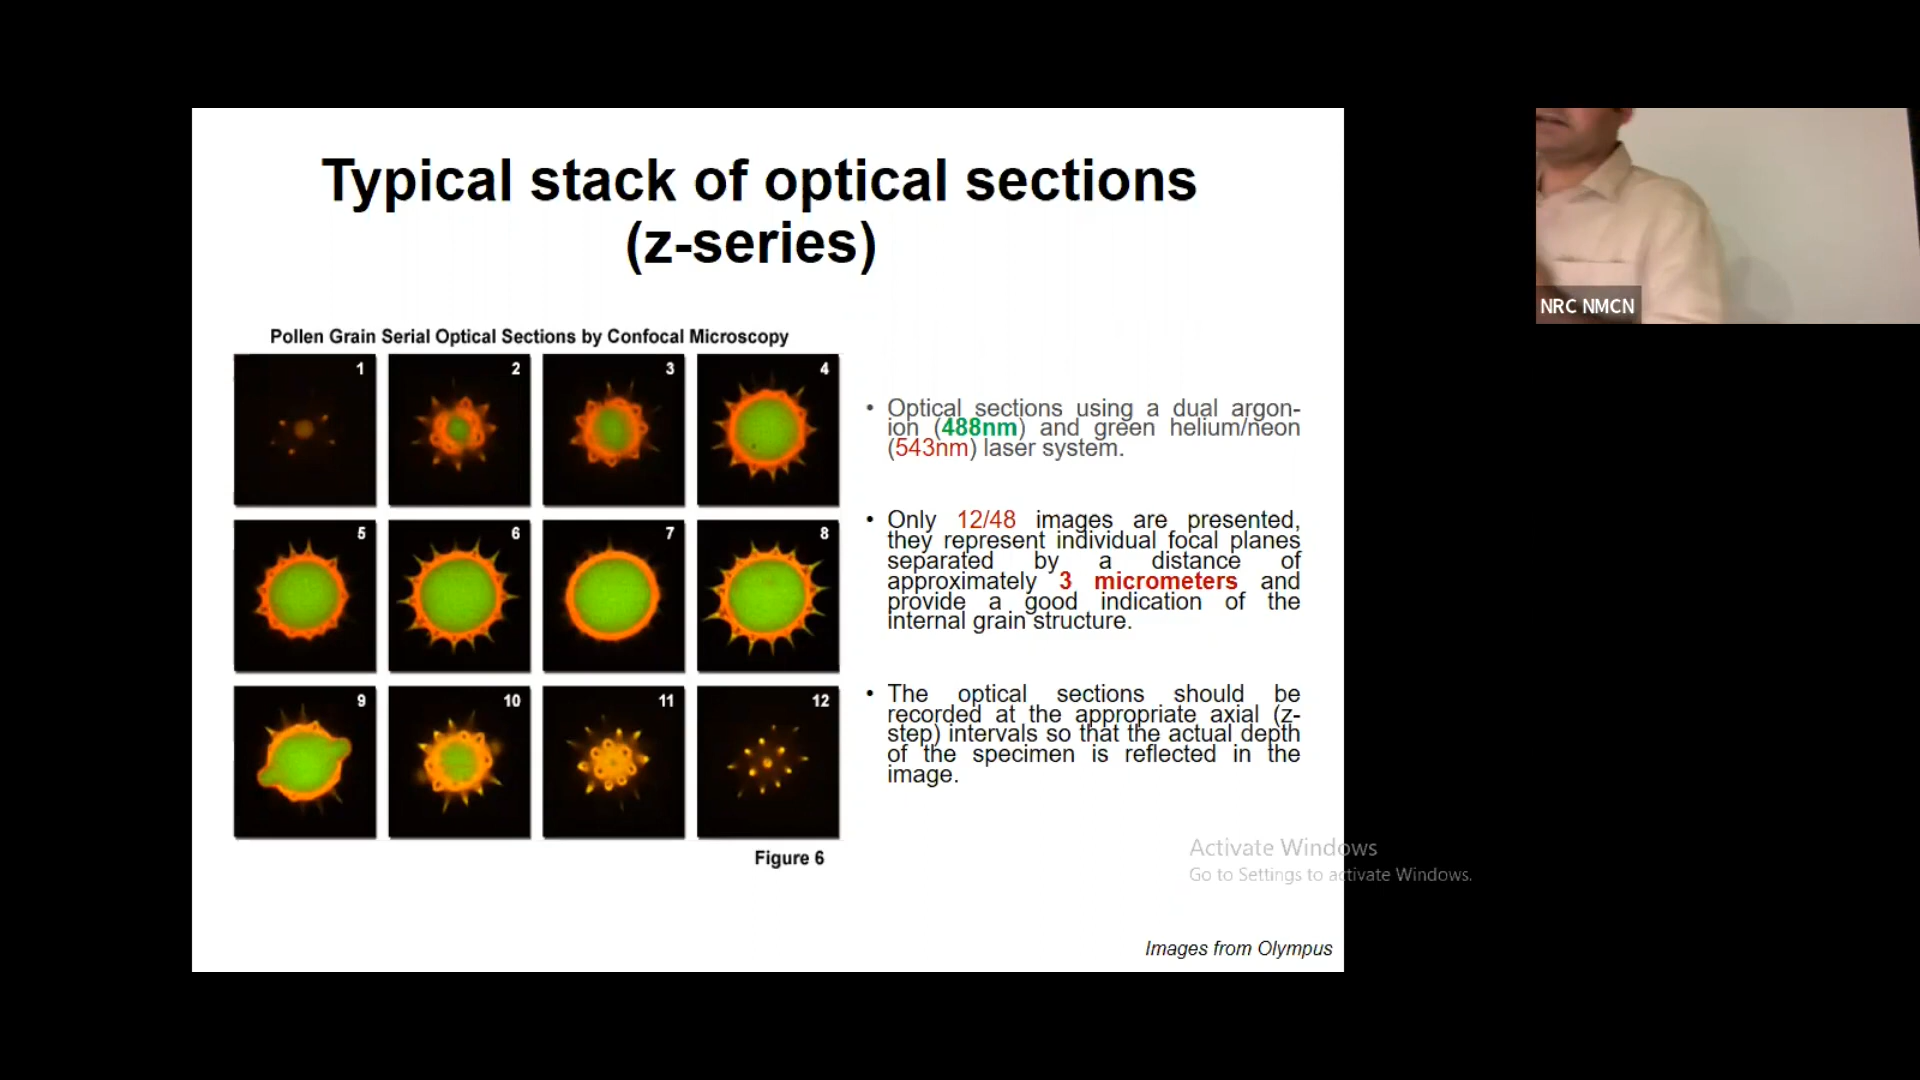 Typical stack of optical sections
(z-series)
Pollen Grain Serial Optical Sections by Confocal Microscopy
1
2
3
4
5
6
7
8
9
10
11
12
Figure 6
• Optical sections using a dual argon-
ion (488nm) and green helium/neon
(543nm) laser system.
• Only 12/48 images are presented,
they represent individual focal planes
separated by a distance of
approximately 3 micrometers and
provide a good indication of the
internal grain structure.
• The optical sections should be
recorded at the appropriate axial (z-
step) intervals so that the actual depth
of the specimen is reflected in the
image.
Activate Windows
Go to Settings to activate Windows.
Images from Olympus
NRC NMCN